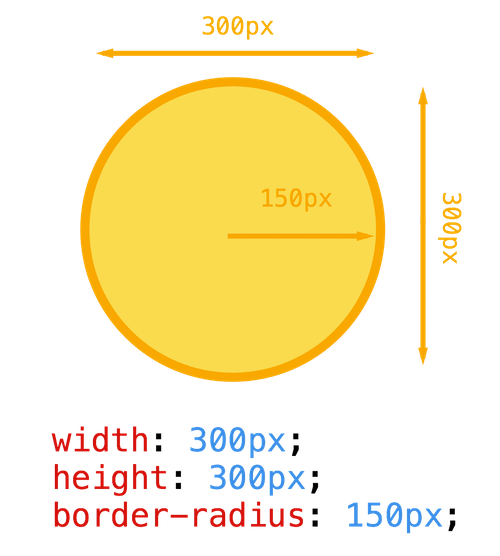 300px
150px
300px
width: 300px;
height: 300px;
border-radius: 150px;